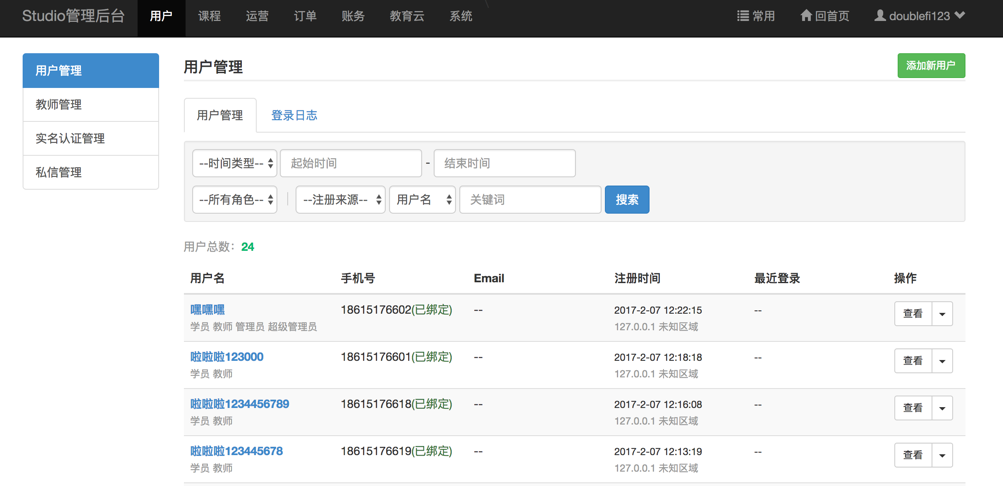 Studio管理后台 用户 课程 运营 订单 账务 教育云 系统 常用 回首页 doublefi123
用户管理
教师管理
实名认证管理
私信管理
用户管理 添加新用户
用户管理 登录日志
--时间类型-- 起始时间 - 结束时间
--所有角色-- --注册来源-- 用户名 关键词 搜索
用户总数: 24
用户名 手机号 Email 注册时间 最近登录 操作
嘿嘿嘿 18615176602(已绑定) -- 2017-2-07 12:22:15 -- 查看
学员 教师 管理员 超级管理员 127.0.0.1 未知区域
啦啦啦123000 18615176601(已绑定) -- 2017-2-07 12:18:18 -- 查看
学员 教师 127.0.0.1 未知区域
啦啦啦1234456789 18615176618(已绑定) -- 2017-2-07 12:16:08 -- 查看
学员 教师 127.0.0.1 未知区域
啦啦啦123445678 18615176619(已绑定) -- 2017-2-07 12:13:19 -- 查看
学员 教师 127.0.0.1 未知区域